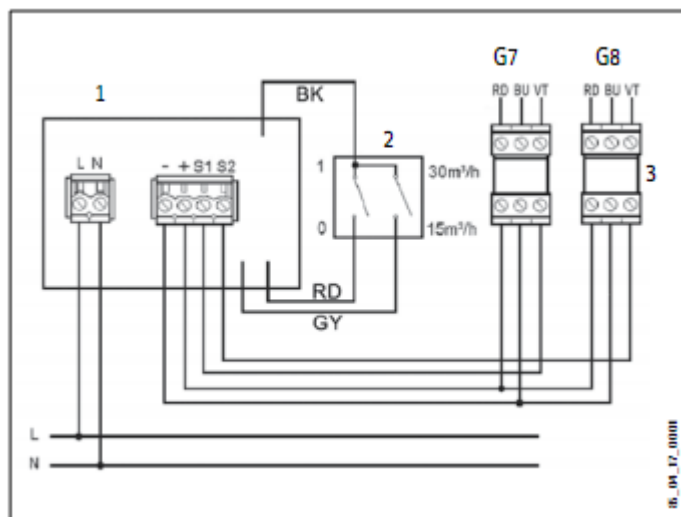 G7 G8
RD BU VT RD BU VT
1
BK
2
L N
- + S1 S2
1
30m³/h
3
0
15m³/h
RD
GY
L
N